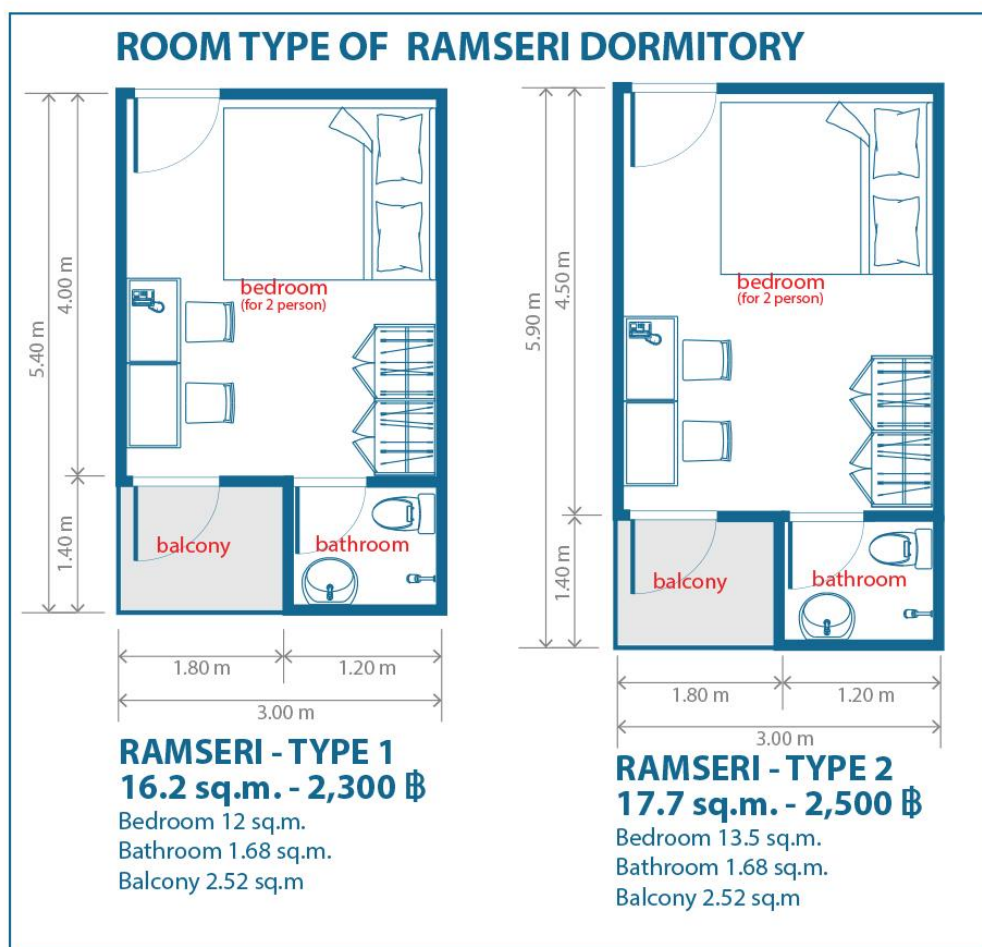 ROOM TYPE OF RAMSERI DORMITORY
5.40 m
4.00 m
1.40 m
bedroom
(for 2 person)
balcony
bathroom
1.80 m
1.20 m
3.00 m
RAMSERI - TYPE 1
16.2 sq.m. - 2,300 ฿
Bedroom 12 sq.m.
Bathroom 1.68 sq.m.
Balcony 2.52 sq.m
5.90 m
4.50 m
1.40 m
bedroom
(for 2 person)
balcony
bathroom
1.80 m
1.20 m
3.00 m
RAMSERI - TYPE 2
17.7 sq.m. - 2,500 ฿
Bedroom 13.5 sq.m.
Bathroom 1.68 sq.m.
Balcony 2.52 sq.m